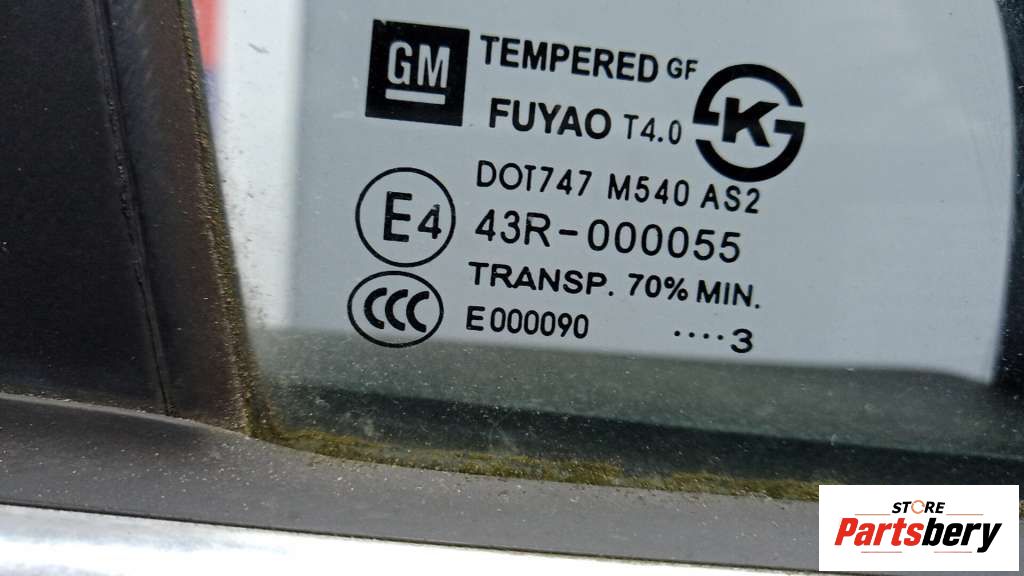 GM TEMPERED GF
FUYAO T4.0 K
DOT747 M540 AS2
E4 43R-000055
TRANSP. 70% MIN.
CCC E000090 ....3
STORE
Partsbery